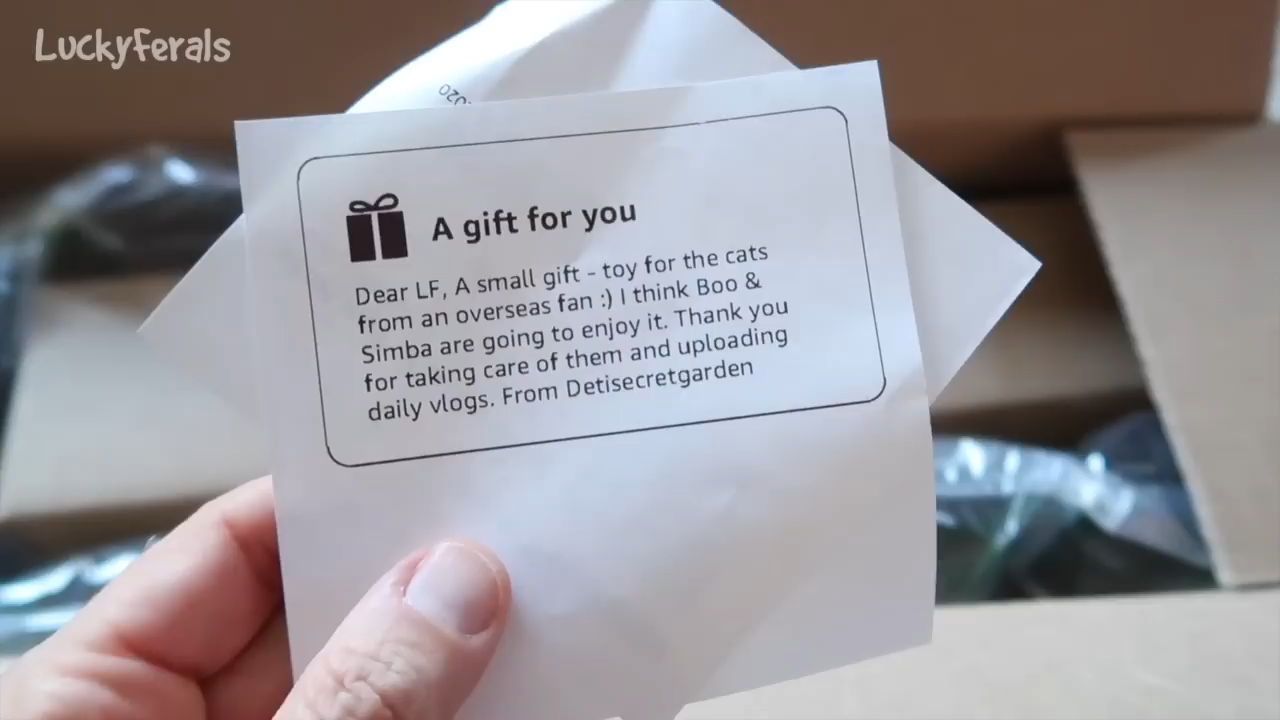 LuckyFerals
020
A gift for you
Dear LF, A small gift - toy for the cats
from an overseas fan :) I think Boo &
Simba are going to enjoy it. Thank you
for taking care of them and uploading
daily vlogs. From Detisecretgarden